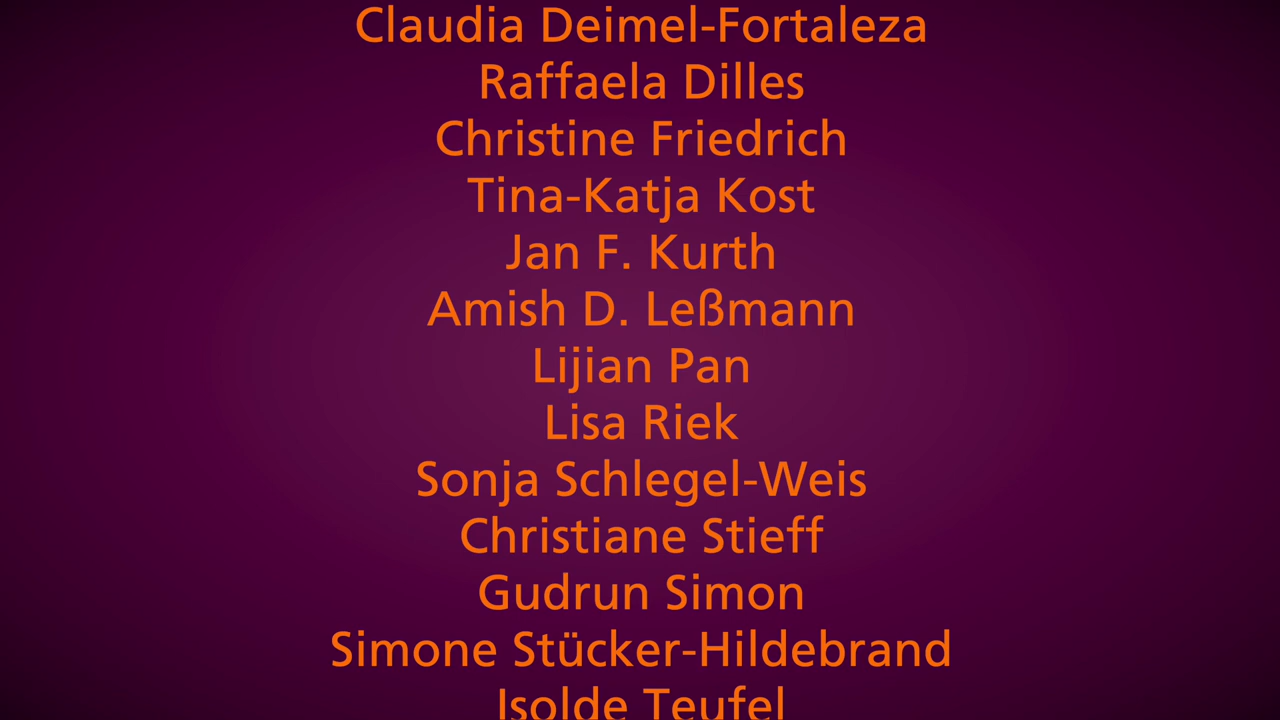 Claudia Deimel-Fortaleza
Raffaela Dilles
Christine Friedrich
Tina-Katja Kost
Jan F. Kurth
Amish D. Leßmann
Lijian Pan
Lisa Riek
Sonja Schlegel-Weis
Christiane Stieff
Gudrun Simon
Simone Stücker-Hildebrand
Isolde Teufel